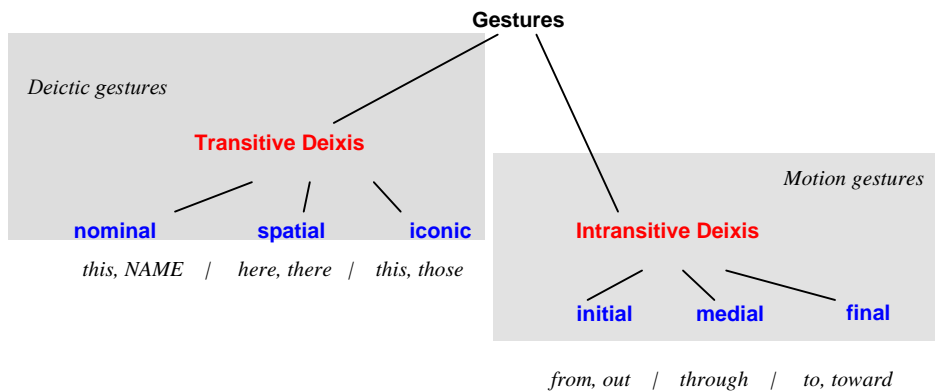 Gestures
Deictic gestures
Transitive Deixis
Motion gestures
nominal spatial iconic
Intransitive Deixis
this, NAME / here, there / this, those
initial medial final
from, out / through / to, toward